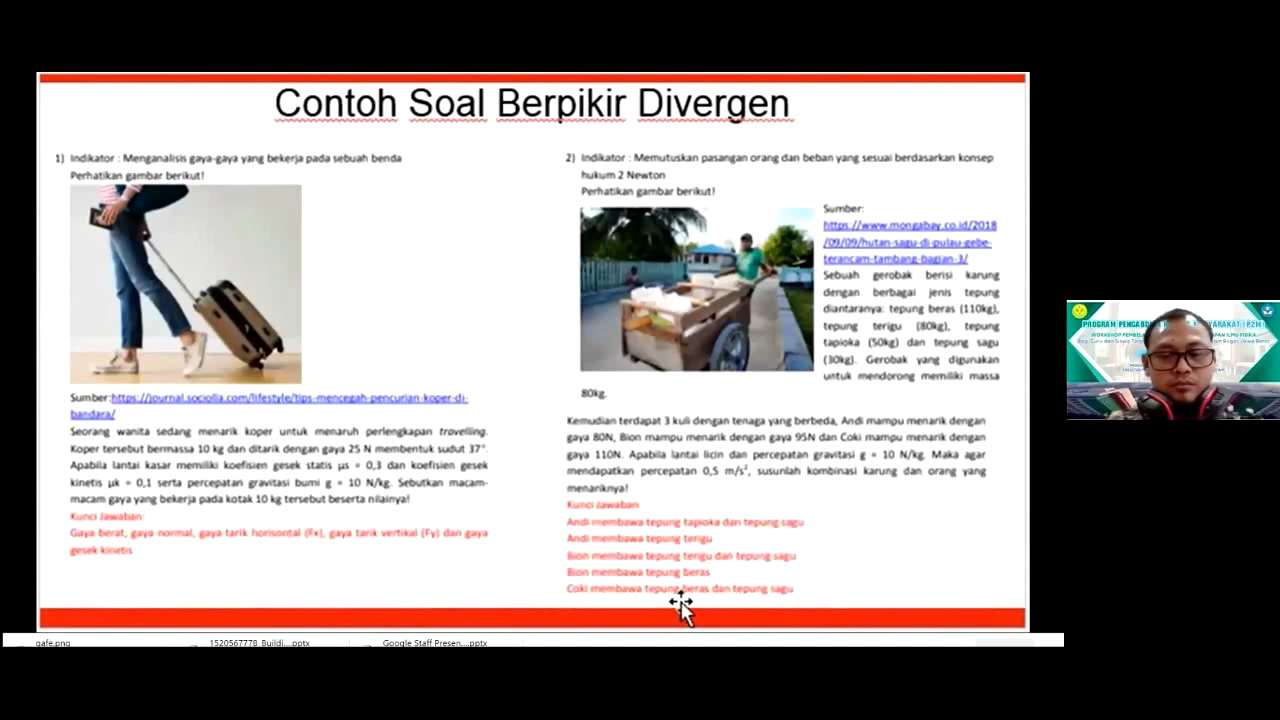 Contoh Soal Berpikir Divergen
1) Indikator : Menganalisis gaya-gaya yang bekerja pada sebuah benda
Perhatikan gambar berikut!
Sumber:https://journal.sociolla.com/lifestyle/tips-mencegah-pencurian-koper-di-
bandara/
Seorang wanita sedang menarik koper untuk menaruh perlengkapan travelling.
Koper tersebut bermassa 10 kg dan ditarik dengan gaya 25 N membentuk sudut 37°.
Apabila lantai kasar memiliki koefisien gesek statis μs = 0,3 dan koefisien gesek
kinetis μk = 0,1 serta percepatan gravitasi bumi g = 10 N/kg. Sebutkan macam-
macam gaya yang bekerja pada kotak 10 kg tersebut beserta nilainya!
Kunci Jawaban:
Gaya berat, gaya normal, gaya tarik horisontal (Fx), gaya tarik vertikal (Fy) dan gaya
gesek kinetis
2) Indikator : Memutuskan pasangan orang dan beban yang sesuai berdasarkan konsep
hukum 2 Newton
Perhatikan gambar berikut!
Sumber:
https://www.mongabay.co.id/2018
/09/09/hutan-sagu-di-pulau-gebe-
terancam-tambang-bagian-3/
Sebuah gerobak berisi karung
dengan berbagai jenis tepung
diantaranya: tepung beras (110kg),
tepung terigu (80kg), tepung
tapioka (50kg) dan tepung sagu
(30kg). Gerobak yang digunakan
untuk mendorong memiliki massa
80kg.
Kemudian terdapat 3 kuli dengan tenaga yang berbeda, Andi mampu menarik dengan
gaya 80N, Bion mampu menarik dengan gaya 95N dan Coki mampu menarik dengan
gaya 110N. Apabila lantai licin dan percepatan gravitasi g = 10 N/kg. Maka agar
mendapatkan percepatan 0,5 m/s², susunlah kombinasi karung dan orang yang
menariknya!
Kunci Jawaban
Andi membawa tepung tapioka dan tepung sagu
Andi membawa tepung terigu
Bion membawa tepung terigu dan tepung sagu
Bion membawa tepung beras
Coki membawa tepung beras dan tepung sagu
gafe.png
1520567778_Buildi....pptx
Google Staff Presen....pptx
PROGRAM